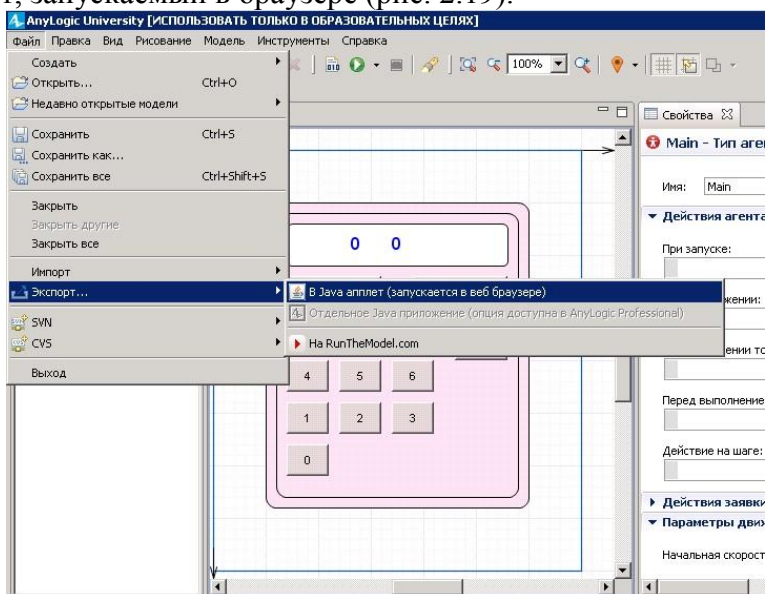 запускаемый в браузере (рис. 2.19).
AnyLogic University [ИСПОЛЬЗОВАТЬ ТОЛЬКО В ОБРАЗОВАТЕЛЬНЫХ ЦЕЛЯХ]
Файл Правка Вид Рисование Модель Инструменты Справка
Создать
Открыть... Ctrl+O
100%
Недавно открытые модели
Сохранить Ctrl+S
Свойства
Сохранить как...
Main - Тип аге
Сохранить все Ctrl+Shift+S
Имя: Main
Закрыть
Действия агента
Закрыть другие
Закрыть все
0 0
При запуске:
Импорт
Экспорт...
В Java апплет (запускается в веб браузере)
жении:
Отдельное Java приложение (опция доступна в AnyLogic Professional)
SVN
CVS
На RunTheModel.com
ении то
Выход
4 5 6
Перед выполнение
1 2 3
Действие на шаге:
0
Действия заявки
Параметры движ
Начальная скорост